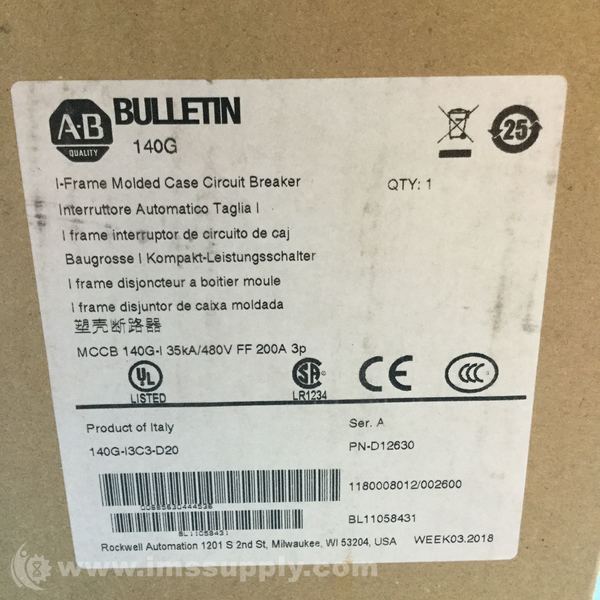 A·B
QUALITY
BULLETIN
140G
25
I-Frame Molded Case Circuit Breaker
QTY: 1
Interruttore Automatico Taglia I
I frame interruptor de circuito de caj
Baugrosse I Kompakt-Leistungsschalter
I frame disjoncteur a boitier moule
I frame disjuntor de caixa moldada
塑壳断路器
MCCB 140G-I 35kA/480V FF 200A 3p
UL
LISTED
SA
LR1234
CE
CCC
Product of Italy
Ser. A
140G-I3C3-D20
PN-D12630
1180008012/002600
BL11058431
BL11058431
Rockwell Automation 1201 S 2nd St, Milwaukee, WI 53204, USA
WEEK03.2018
www.imssupply.com